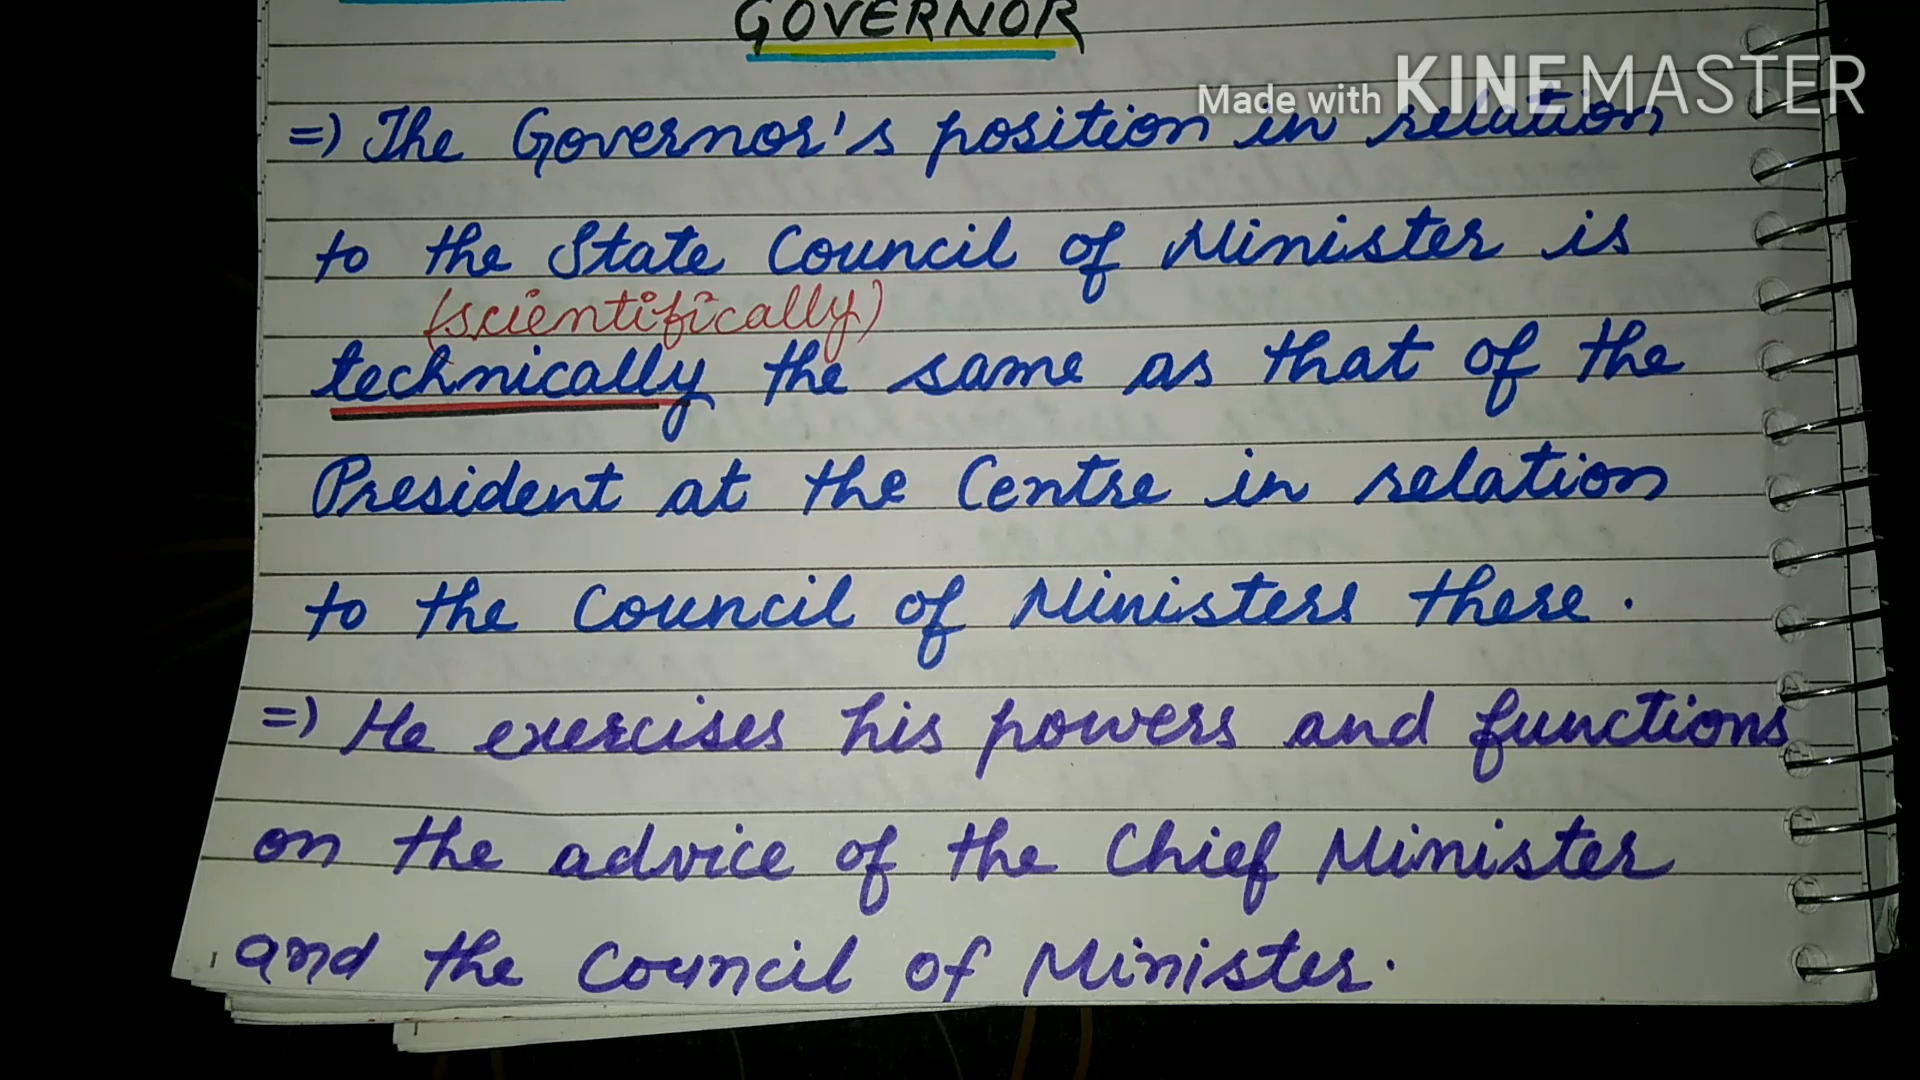 GOVERNOR
Made with KINEMASTER
=) The Governor's position in relation
to the State Council of Minister is
(scientifically)
technically the same as that of the
President at the Centre in relation
to the Council of Ministers there.
=) He exercises his powers and functions
on the advice of the Chief Minister
and the Council of Minister.